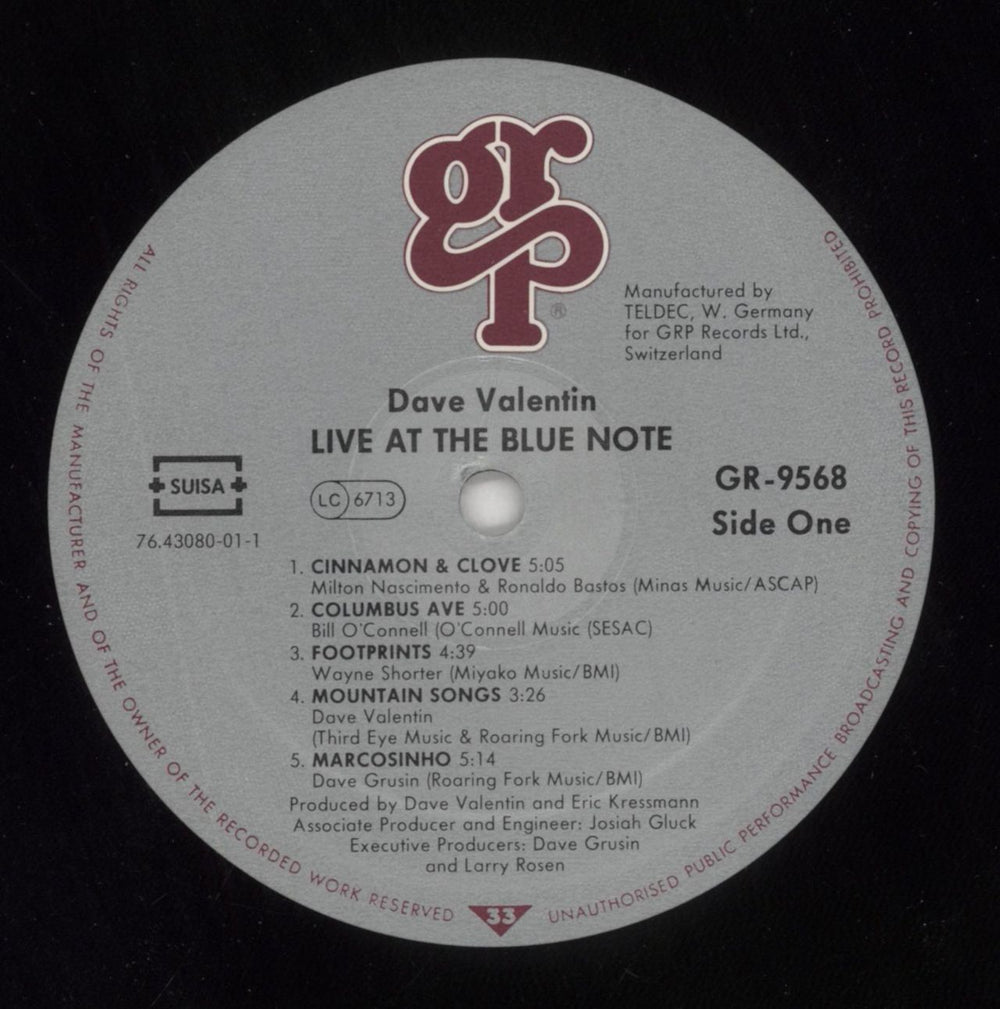 grp
®
Manufactured by
TELDEC, W. Germany
for GRP Records Ltd.,
Switzerland
Dave Valentin
LIVE AT THE BLUE NOTE
SUISA
76.43080-01-1
LC 6713
GR-9568
Side One
1. CINNAMON & CLOVE 5:05
Milton Nascimento & Ronaldo Bastos (Minas Music/ASCAP)
2. COLUMBUS AVE 5:00
Bill O'Connell (O'Connell Music (SESAC)
3. FOOTPRINTS 4:39
Wayne Shorter (Miyako Music/BMI)
4. MOUNTAIN SONGS 3:26
Dave Valentin
(Third Eye Music & Roaring Fork Music/BMI)
5. MARCOSINHO 5:14
Dave Grusin (Roaring Fork Music/BMI)
Produced by Dave Valentin and Eric Kressmann
Associate Producer and Engineer: Josiah Gluck
Executive Producers: Dave Grusin
and Larry Rosen
ALL RIGHTS OF THE MANUFACTURER AND OF THE OWNER OF THE RECORDED WORK RESERVED
33
UNAUTHORISED PUBLIC PERFORMANCE BROADCASTING AND COPYING OF THIS RECORD PROHIBITED